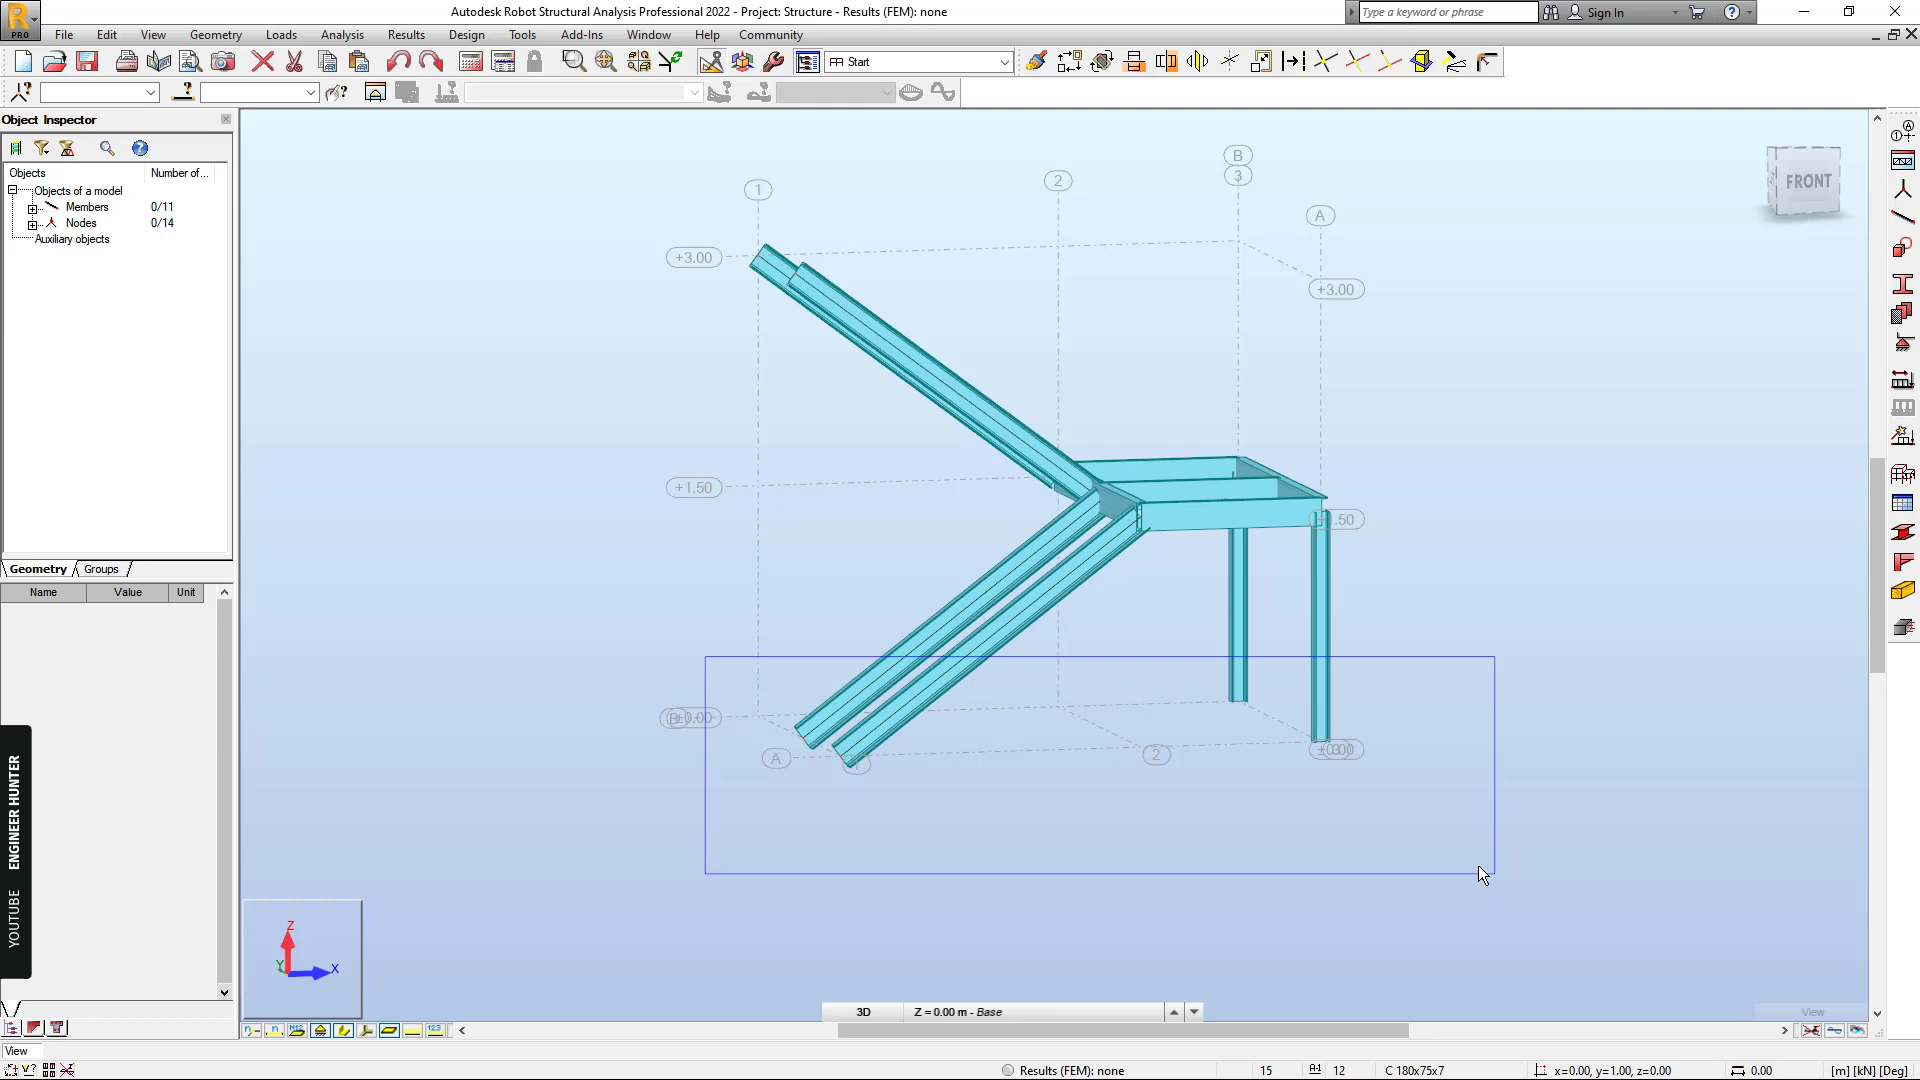 R PRO
Autodesk Robot Structural Analysis Professional 2022 - Project: Structure - Results (FEM): none
Type a keyword or phrase
Sign In
File Edit View Geometry Loads Analysis Results Design Tools Add-Ins Window Help Community
Start
Object Inspector
Objects Number of...
Objects of a model
Members 0/11
Nodes 0/14
Auxiliary objects
Geometry Groups
Name Value Unit
YOUTUBE ENGINEER HUNTER
FRONT
B
1 2 3
A
+3.00
+3.00
+1.50
.50
B
A 2
Z
Y X
3D Z = 0.00 m - Base
View
View
Results (FEM): none 15 12 C 180x75x7 x=0.00, y=1.00, z=0.00 0.00 [m] [kN] [Deg]